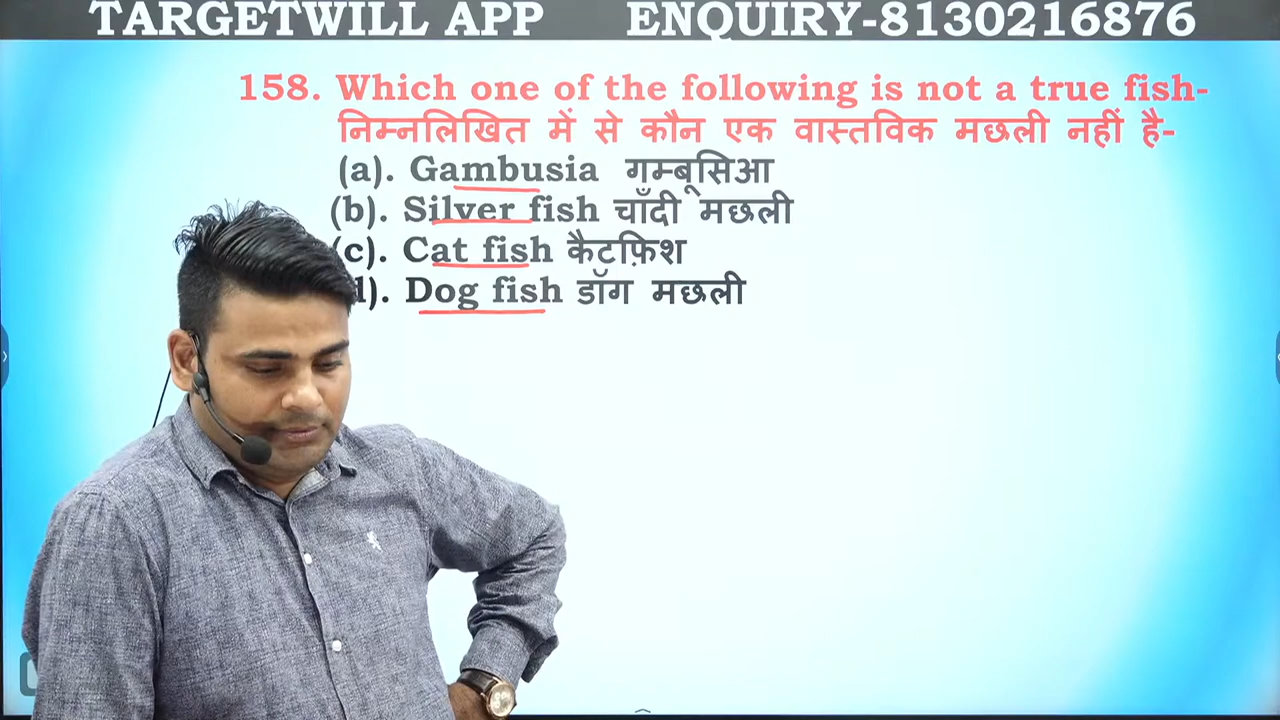 TARGETWILL APP ENQUIRY-8130216876
158. Which one of the following is not a true fish-
निम्नलिखित में से कौन एक वास्तविक मछली नहीं है-
(a). Gambusia गम्बूसिआ
(b). Silver fish चाँदी मछली
(c). Cat fish कैटफ़िश
d). Dog fish डॉग मछली